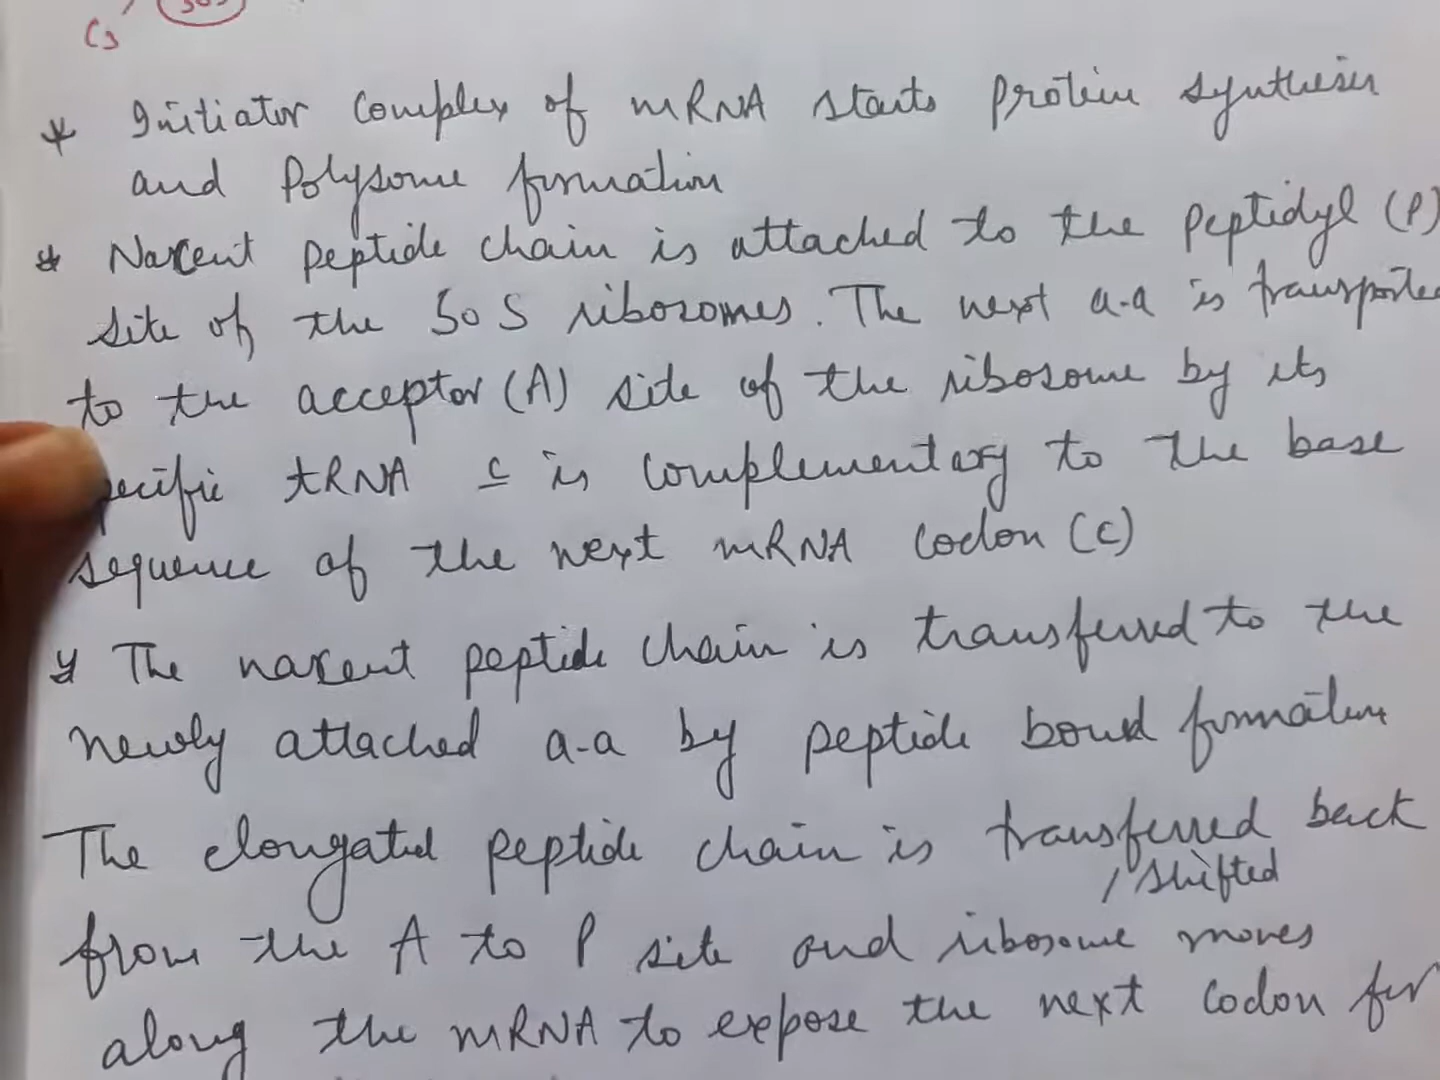 Cs
* Initiator Complex of mRNA starts protein synthesis
and Polysome formation
* Nascent peptide chain is attached to the peptidyl (P)
site of the 50S ribosomes. The next a-a is transporte
to the acceptor (A) site of the ribosome by its
pecific tRNA c̲ is complementary to the base
sequence of the next mRNA codon (c)
* The nascent peptide chain is transferred to the
newly attached a-a by peptide bond formation
The elongated peptide chain is transferred back
/shifted
from the A to P site and ribosome moves
along the mRNA to expose the next codon for